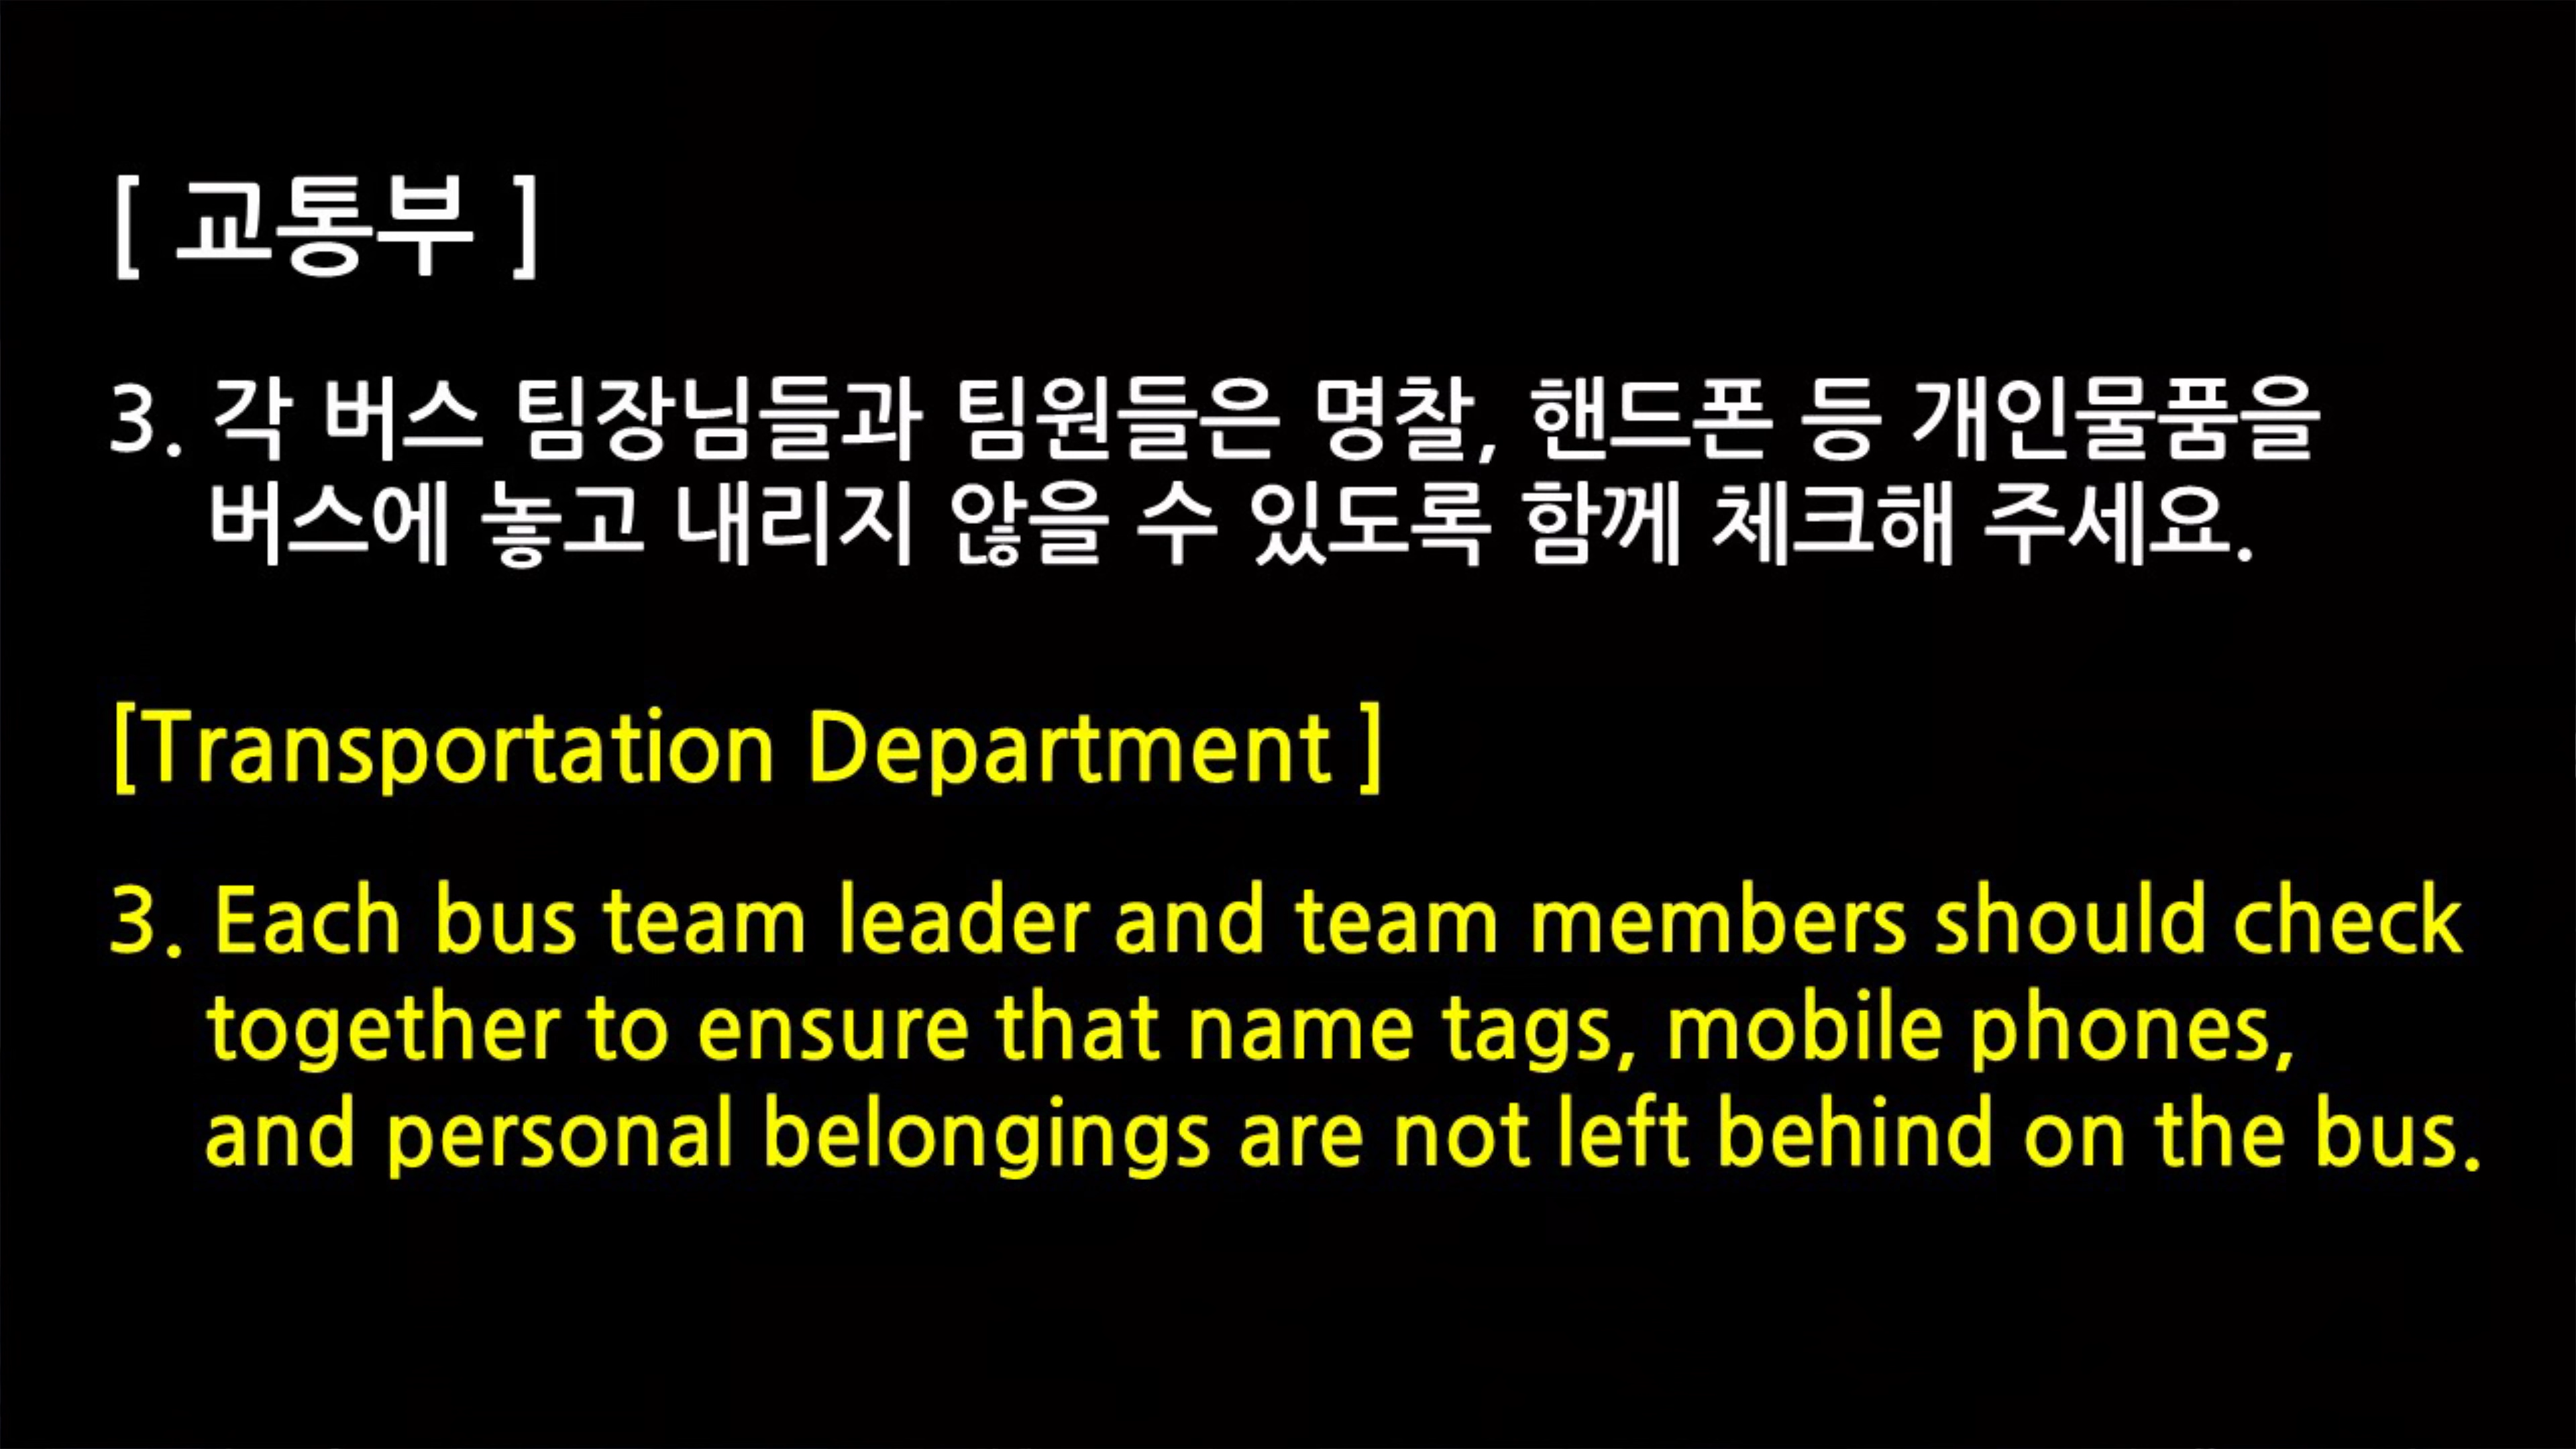 [ 교통부 ]
3. 각 버스 팀장님들과 팀원들은 명찰, 핸드폰 등 개인물품을
버스에 놓고 내리지 않을 수 있도록 함께 체크해 주세요.
[Transportation Department ]
3. Each bus team leader and team members should check
together to ensure that name tags, mobile phones,
and personal belongings are not left behind on the bus.